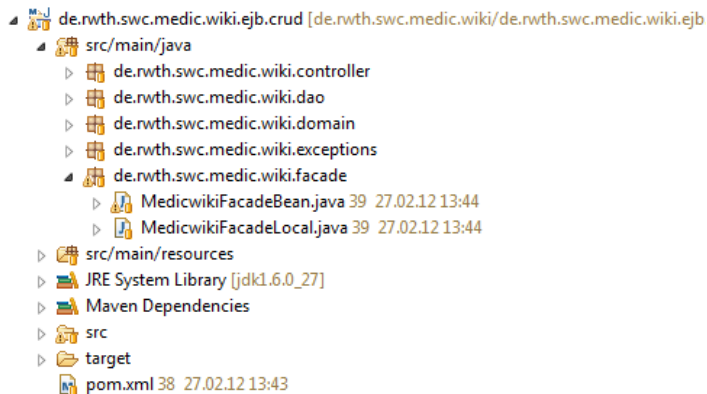 de.rwth.swc.medic.wiki.ejb.crud [de.rwth.swc.medic.wiki/de.rwth.swc.medic.wiki.ejb
src/main/java
de.rwth.swc.medic.wiki.controller
de.rwth.swc.medic.wiki.dao
de.rwth.swc.medic.wiki.domain
de.rwth.swc.medic.wiki.exceptions
de.rwth.swc.medic.wiki.facade
MedicwikiFacadeBean.java 39 27.02.12 13:44
MedicwikiFacadeLocal.java 39 27.02.12 13:44
src/main/resources
JRE System Library [jdk1.6.0_27]
Maven Dependencies
src
target
pom.xml 38 27.02.12 13:43